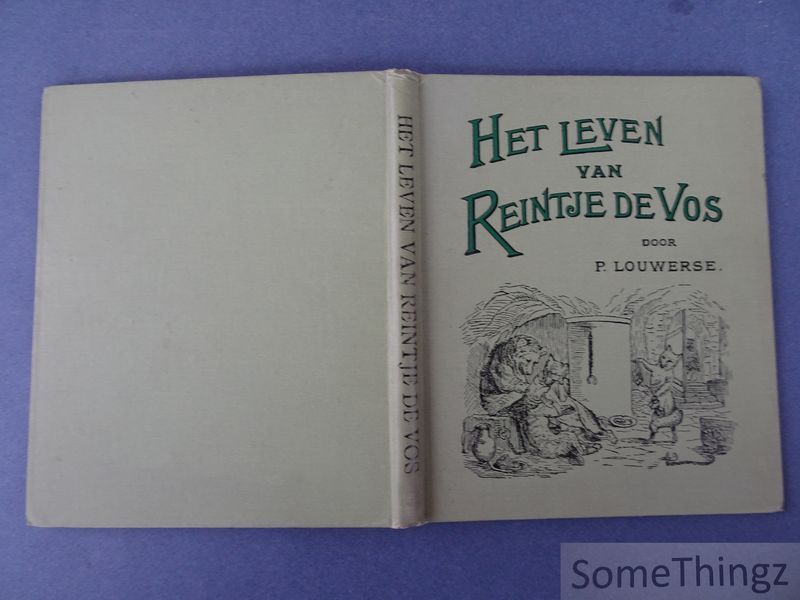 HET LEVEN VAN REINTJE DE VOS
HET LEVEN
VAN
REINTJE DE VOS
DOOR
P. LOUWERSE.
SomeThingz